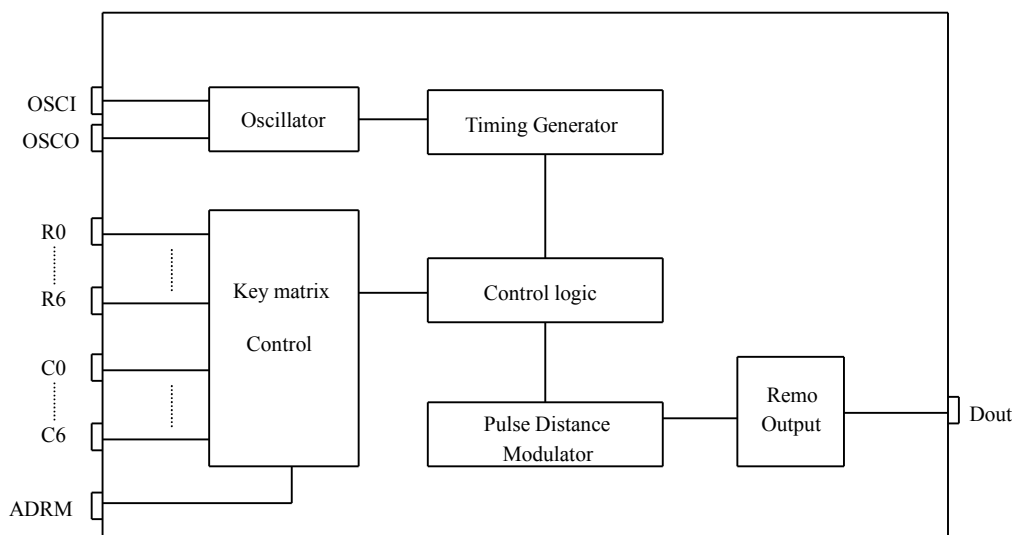 OSCI
OSCO
Oscillator
Timing Generator
R0
R6
C0
C6
ADRM
Key matrix
Control
Control logic
Pulse Distance
Modulator
Remo
Output
Dout